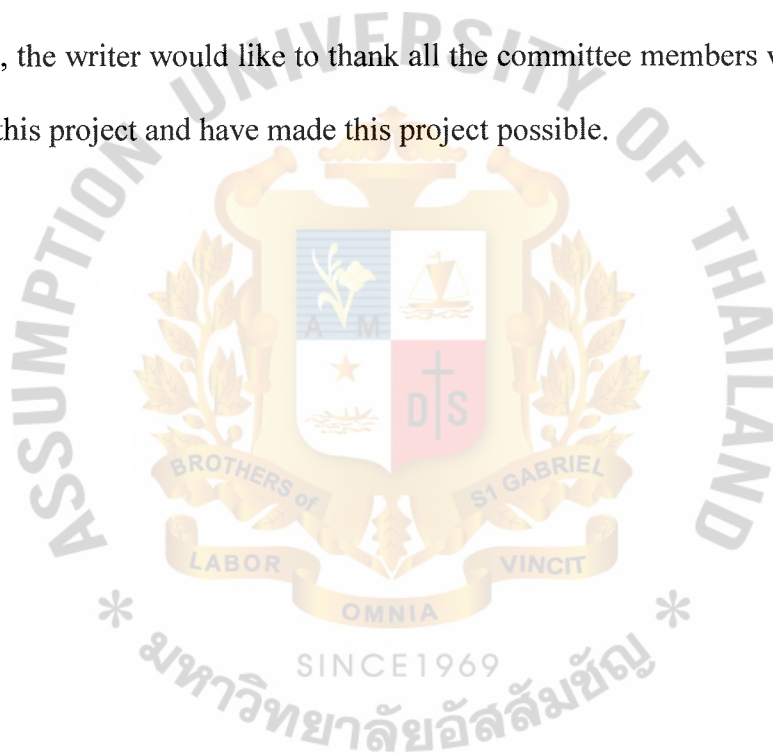 , the writer would like to thank all the committee members
this project and have made this project possible.
ASSUMPTION UNIVERSITY OF THAILAND
A M
D S
BROTHERS of St GABRIEL
LABOR OMNIA VINCIT
SINCE 1969
* มหาวิทยาลัยอัสสัมชัญ *